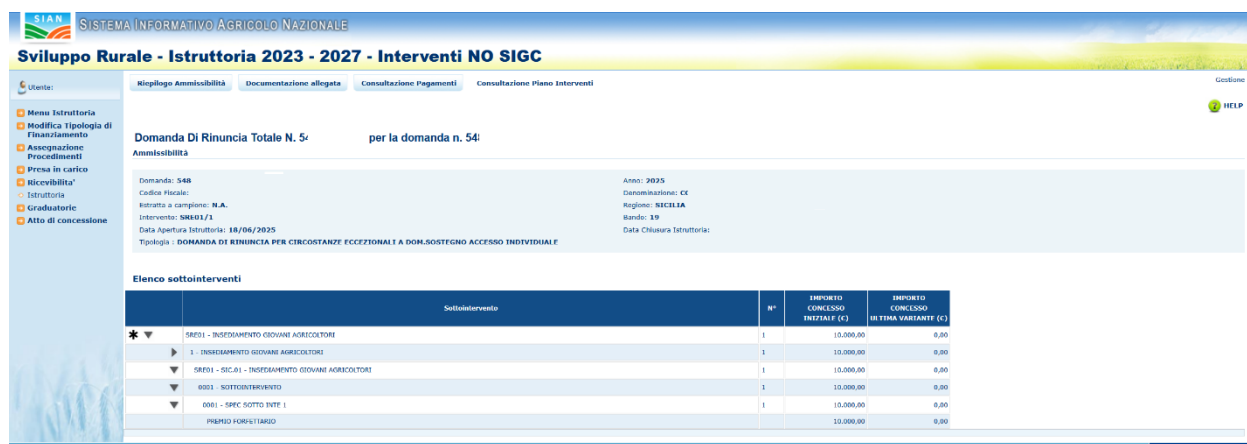 SIAN SISTEMA INFORMATIVO AGRICOLO NAZIONALE
Sviluppo Rurale - Istruttoria 2023 - 2027 - Interventi NO SIGC
Utente:
Riepilogo Ammissibilità Documentazione allegata Consultazione Pagamenti Consultazione Piano Interventi Gestione
HELP
Menu Istruttoria
Modifica Tipologia di
Finanziamento
Assegnazione
Procedimenti
Presa in carico
Ricevibilita'
Istruttoria
Graduatorie
Atto di concessione
Domanda Di Rinuncia Totale N. 54 per la domanda n. 548
Ammissibilità
Domanda: 548 Anno: 2025
Codice Fiscale: Denominazione: CC
Estratta a campione: N.A. Regione: SICILIA
Intervento: SRE01/1 Bando: 19
Data Apertura Istruttoria: 18/06/2025 Data Chiusura Istruttoria:
Tipologia : DOMANDA DI RINUNCIA PER CIRCOSTANZE ECCEZIONALI A DOM.SOSTEGNO ACCESSO INDIVIDUALE
Elenco sottointerventi
Sottointervento N° IMPORTO CONCESSO INIZIALE (€) IMPORTO CONCESSO ULTIMA VARIANTE (€)
SRE01 - INSEDIAMENTO GIOVANI AGRICOLTORI 1 10.000,00 0,00
1 - INSEDIAMENTO GIOVANI AGRICOLTORI 1 10.000,00 0,00
SRE01 - SIC.01 - INSEDIAMENTO GIOVANI AGRICOLTORI 1 10.000,00 0,00
0001 - SOTTOINTERVENTO 1 10.000,00 0,00
0001 - SPEC SOTTO INTE 1 1 10.000,00 0,00
PREMIO FORFETTARIO 10.000,00 0,00